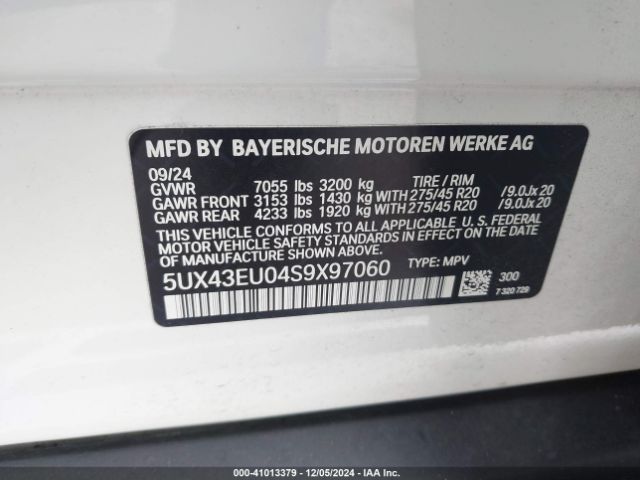 MFD BY BAYERISCHE MOTOREN WERKE AG
09/24
GVWR 7055 lbs 3200 kg TIRE / RIM
GAWR FRONT 3153 lbs 1430 kg WITH 275/45 R20 /9.0Jx20
GAWR REAR 4233 lbs 1920 kg WITH 275/45 R20 /9.0Jx20
THIS VEHICLE CONFORMS TO ALL APPLICABLE U. S. FEDERAL
MOTOR VEHICLE SAFETY STANDARDS IN EFFECT ON THE DATE
OF MANUFACTURE SHOWN ABOVE.
5UX43EU04S9X97060 TYPE: MPV
300
7 320 729
000-41013379 - 12/05/2024 - IAA Inc.